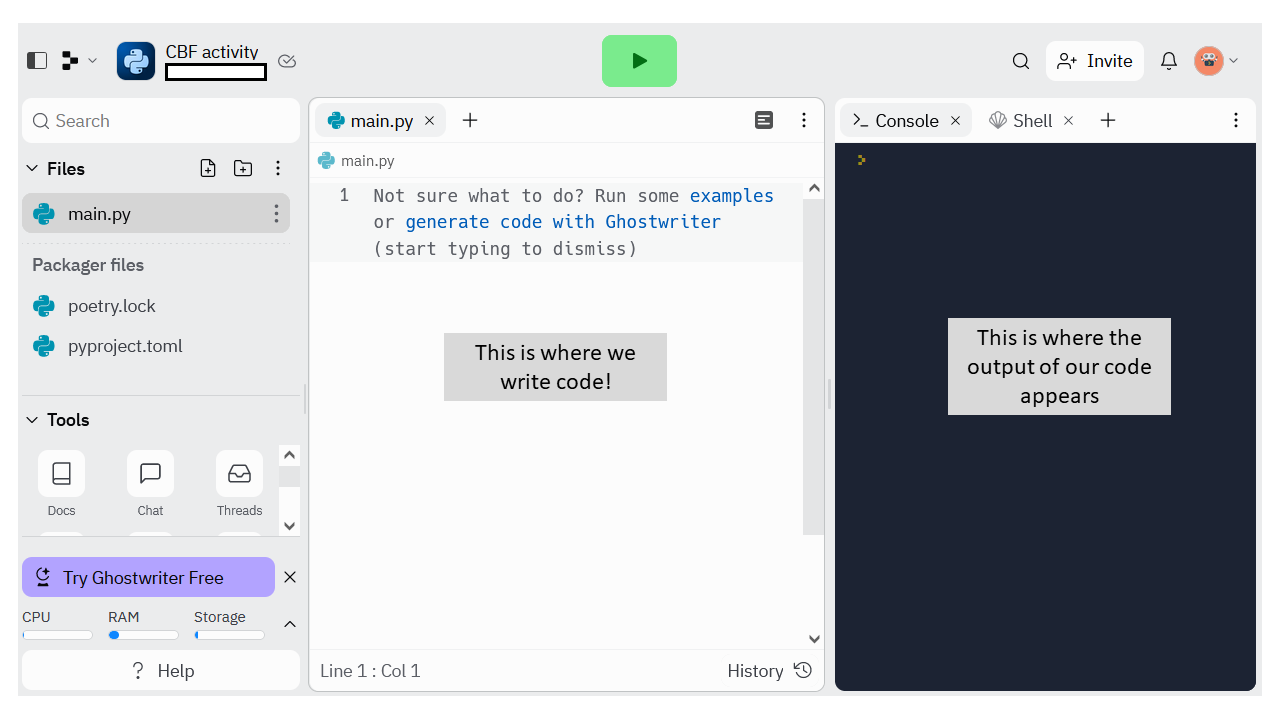 CBF activity
Invite
Search
main.py
Console
Shell
Files
main.py
main.py
1 Not sure what to do? Run some examples
or generate code with Ghostwriter
(start typing to dismiss)
Packager files
poetry.lock
pyproject.toml
This is where we
write code!
This is where the
output of our code
appears
Tools
Docs
Chat
Threads
Try Ghostwriter Free
CPU
RAM
Storage
? Help
Line 1 : Col 1
History